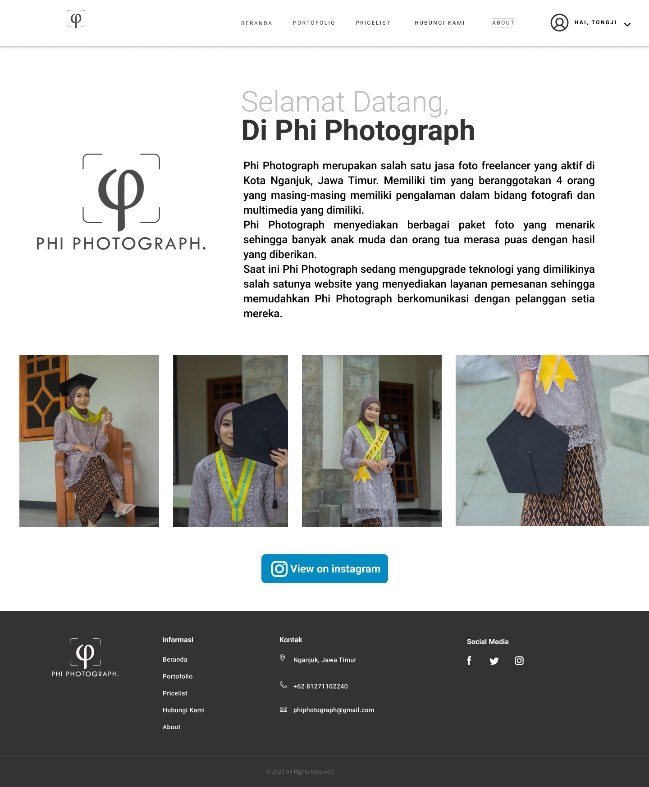 BERANDA PORTOFOLIO PRICELIST HUBUNGI KAMI ABOUT HAI, TONGJI
Selamat Datang,
Di Phi Photograph
φ
PHI PHOTOGRAPH.
Phi Photograph merupakan salah satu jasa foto freelancer yang aktif di
Kota Nganjuk, Jawa Timur. Memiliki tim yang beranggotakan 4 orang
yang masing-masing memiliki pengalaman dalam bidang fotografi dan
multimedia yang dimiliki.
Phi Photograph menyediakan berbagai paket foto yang menarik
sehingga banyak anak muda dan orang tua merasa puas dengan hasil
yang diberikan.
Saat ini Phi Photograph sedang mengupgrade teknologi yang dimilikinya
salah satunya website yang menyediakan layanan pemesanan sehingga
memudahkan Phi Photograph berkomunikasi dengan pelanggan setia
mereka.
View on instagram
φ
PHI PHOTOGRAPH.
Informasi
Beranda
Portofolio
Pricelist
Hubungi Kami
About
Kontak
Nganjuk, Jawa Timur
+62 81271102240
phiphotograph@gmail.com
Social Media
© 2023 All Rights Reserved